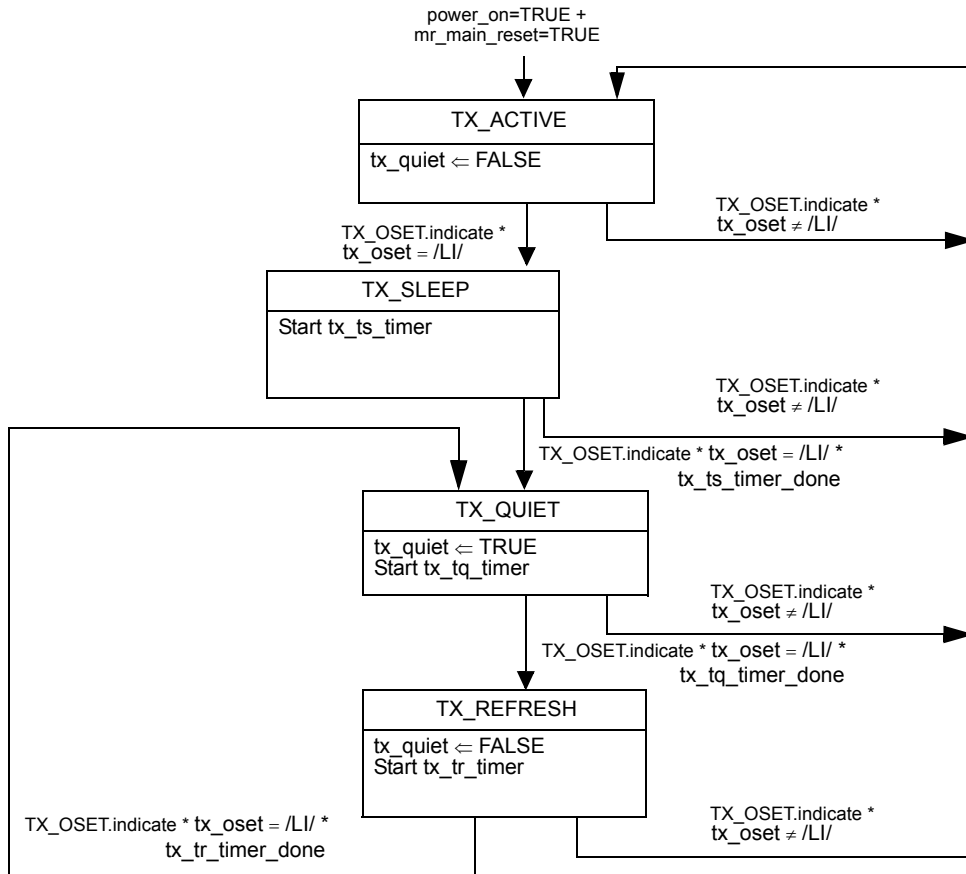 power_on=TRUE +
mr_main_reset=TRUE
TX_ACTIVE
tx_quiet ⇐ FALSE
TX_OSET.indicate *
tx_oset ≠ /LI/
TX_OSET.indicate *
tx_oset = /LI/
TX_SLEEP
Start tx_ts_timer
TX_OSET.indicate *
tx_oset ≠ /LI/
TX_OSET.indicate * tx_oset = /LI/ *
tx_ts_timer_done
TX_QUIET
tx_quiet ⇐ TRUE
Start tx_tq_timer
TX_OSET.indicate *
tx_oset ≠ /LI/
TX_OSET.indicate * tx_oset = /LI/ *
tx_tq_timer_done
TX_REFRESH
tx_quiet ⇐ FALSE
Start tx_tr_timer
TX_OSET.indicate * tx_oset = /LI/ *
tx_tr_timer_done
TX_OSET.indicate *
tx_oset ≠ /LI/